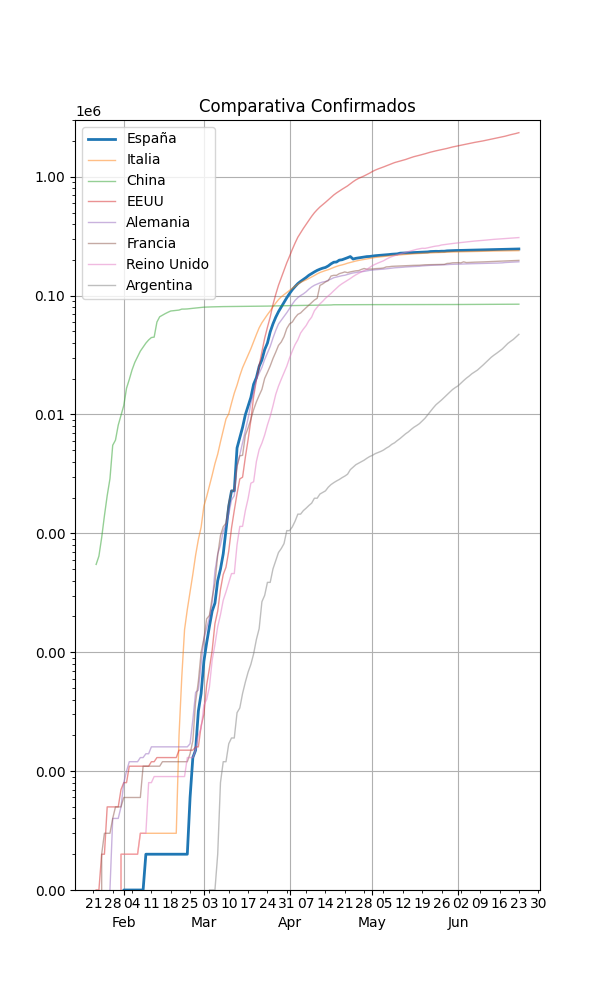 Comparativa Confirmados
1e6
España
Italia
China
EEUU
Alemania
Francia
Reino Unido
Argentina
1.00
0.10
0.01
0.00
0.00
0.00
0.00
21 28 04 11 18 25 03 10 17 24 31 07 14 21 28 05 12 19 26 02 09 16 23 30
Feb Mar Apr May Jun